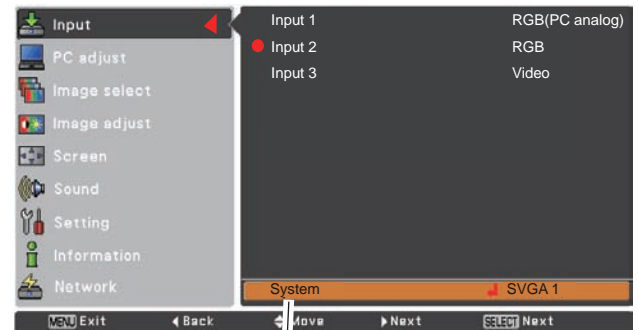 Input
PC adjust
Image select
Image adjust
Screen
Sound
Setting
Information
Network
Input 1 RGB(PC analog)
Input 2 RGB
Input 3 Video
System SVGA 1
MENU Exit Back Move Next SELECT Next